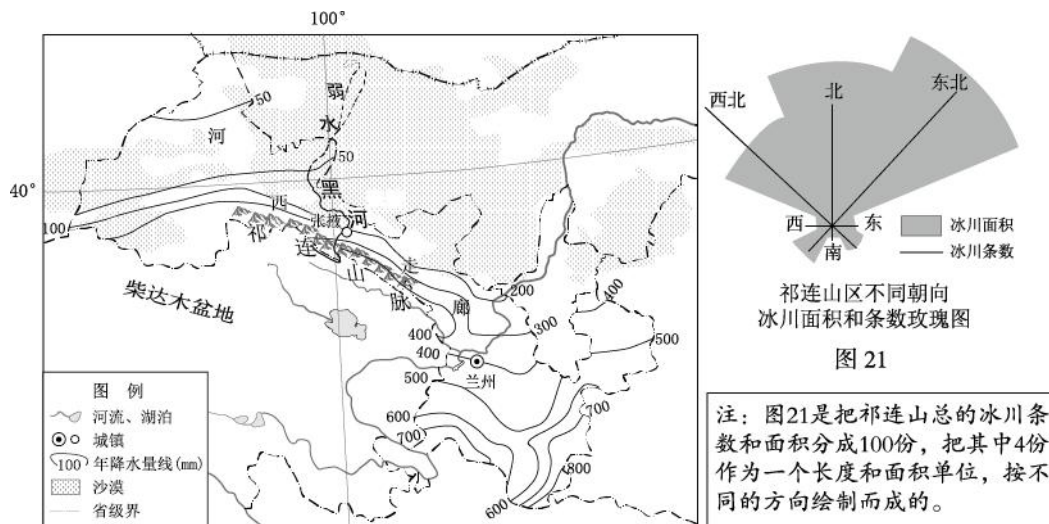 100°
50
河
弱
水
50
40°
黑
西
河
100
张掖
祁
连
山
走
脉
廊
柴达木盆地
200
400
300
400
400
500
兰州
500
600
700
700
800
600
图 例
河流、湖泊
城镇
100 年降水量线(mm)
沙漠
省级界
西北
北
东北
西
东
南
冰川面积
冰川条数
祁连山区不同朝向
冰川面积和条数玫瑰图
图 21
注：图21是把祁连山总的冰川条
数和面积分成100份，把其中4份
作为一个长度和面积单位，按不
同的方向绘制而成的。